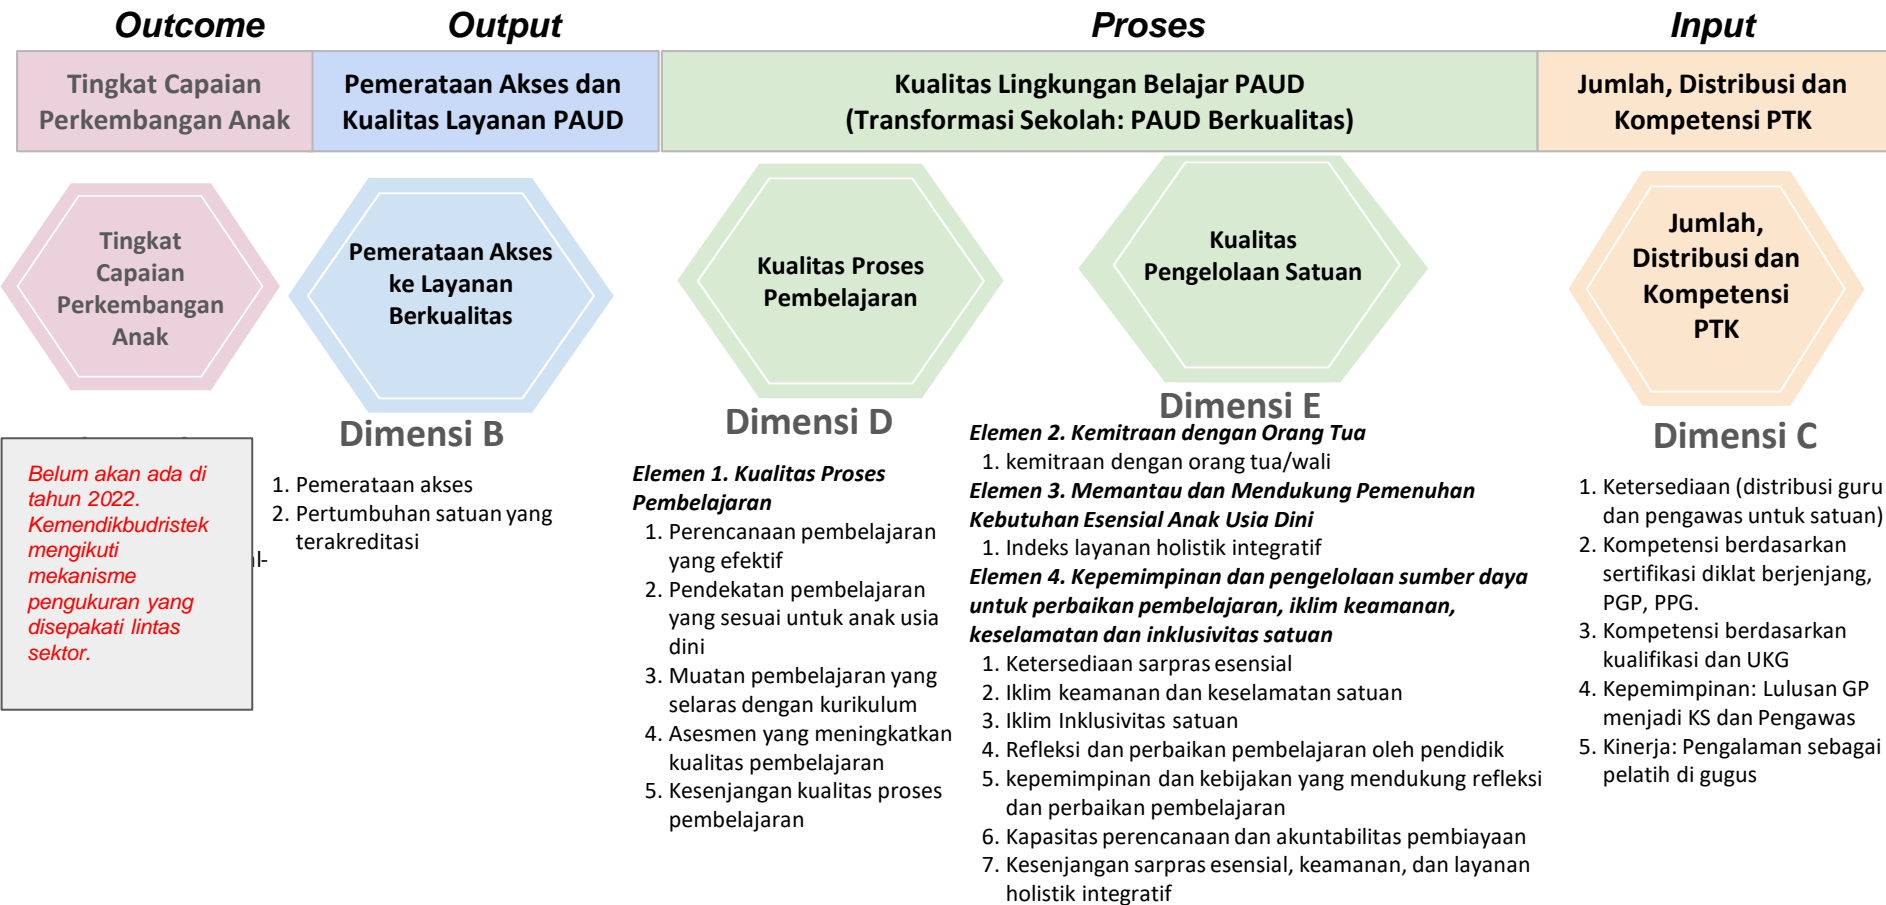 Outcome
Output
Proses
Input
Tingkat Capaian
Perkembangan Anak
Pemerataan Akses dan
Kualitas Layanan PAUD
Kualitas Lingkungan Belajar PAUD
(Transformasi Sekolah: PAUD Berkualitas)
Jumlah, Distribusi dan
Kompetensi PTK
Tingkat
Capaian
Perkembangan
Anak
Belum akan ada di
tahun 2022.
Kemendikbudristek
mengikuti
mekanisme
pengukuran yang
disepakati lintas
sektor.
Pemerataan Akses
ke Layanan
Berkualitas
Dimensi B
1. Pemerataan akses
2. Pertumbuhan satuan yang
terakreditasi
Kualitas Proses
Pembelajaran
Dimensi D
Elemen 1. Kualitas Proses
Pembelajaran
1. Perencanaan pembelajaran
yang efektif
2. Pendekatan pembelajaran
yang sesuai untuk anak usia
dini
3. Muatan pembelajaran yang
selaras dengan kurikulum
4. Asesmen yang meningkatkan
kualitas pembelajaran
5. Kesenjangan kualitas proses
pembelajaran
Kualitas
Pengelolaan Satuan
Dimensi E
Elemen 2. Kemitraan dengan Orang Tua
1. kemitraan dengan orang tua/wali
Elemen 3. Memantau dan Mendukung Pemenuhan
Kebutuhan Esensial Anak Usia Dini
1. Indeks layanan holistik integratif
Elemen 4. Kepemimpinan dan pengelolaan sumber daya
untuk perbaikan pembelajaran, iklim keamanan,
keselamatan dan inklusivitas satuan
1. Ketersediaan sarpras esensial
2. Iklim keamanan dan keselamatan satuan
3. Iklim Inklusivitas satuan
4. Refleksi dan perbaikan pembelajaran oleh pendidik
5. kepemimpinan dan kebijakan yang mendukung refleksi
dan perbaikan pembelajaran
6. Kapasitas perencanaan dan akuntabilitas pembiayaan
7. Kesenjangan sarpras esensial, keamanan, dan layanan
holistik integratif
Jumlah,
Distribusi dan
Kompetensi
PTK
Dimensi C
1. Ketersediaan (distribusi guru
dan pengawas untuk satuan)
2. Kompetensi berdasarkan
sertifikasi diklat berjenjang,
PGP, PPG.
3. Kompetensi berdasarkan
kualifikasi dan UKG
4. Kepemimpinan: Lulusan GP
menjadi KS dan Pengawas
5. Kinerja: Pengalaman sebagai
pelatih di gugus